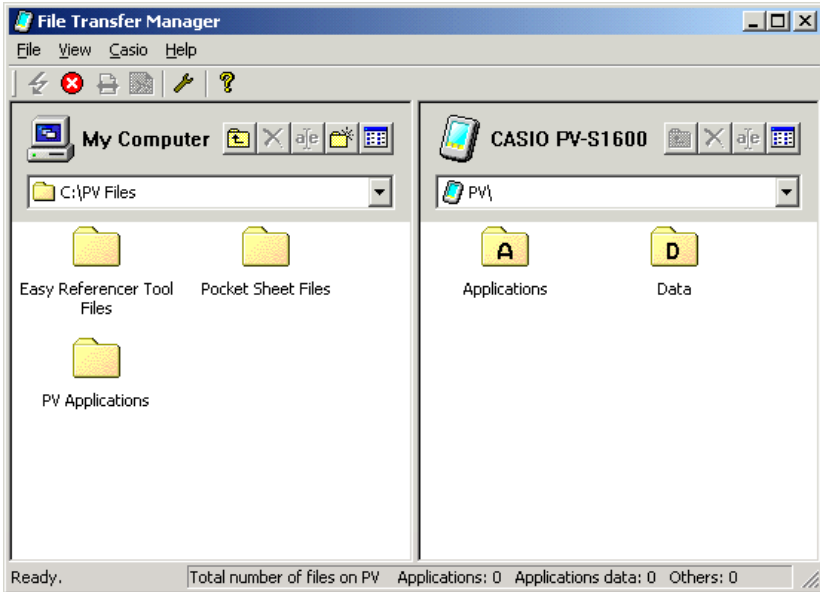 File Transfer Manager
File View Casio Help
My Computer
aIe
CASIO PV-S1600
aIe
C:\PV Files
PV\
Easy Referencer Tool
Files
Pocket Sheet Files
PV Applications
A
Applications
D
Data
Ready.
Total number of files on PV Applications: 0 Applications data: 0 Others: 0